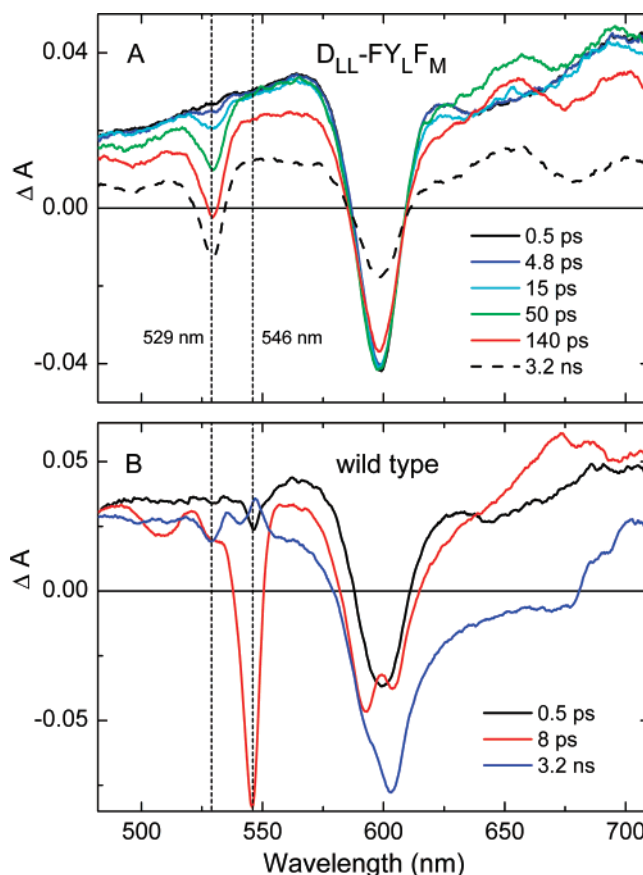 A
D_LL-FY_LF_M
0.04
0.00
-0.04
Δ A
529 nm
546 nm
0.5 ps
4.8 ps
15 ps
50 ps
140 ps
3.2 ns
B
wild type
0.05
0.00
-0.05
Δ A
0.5 ps
8 ps
3.2 ns
500 550 600 650 700
Wavelength (nm)